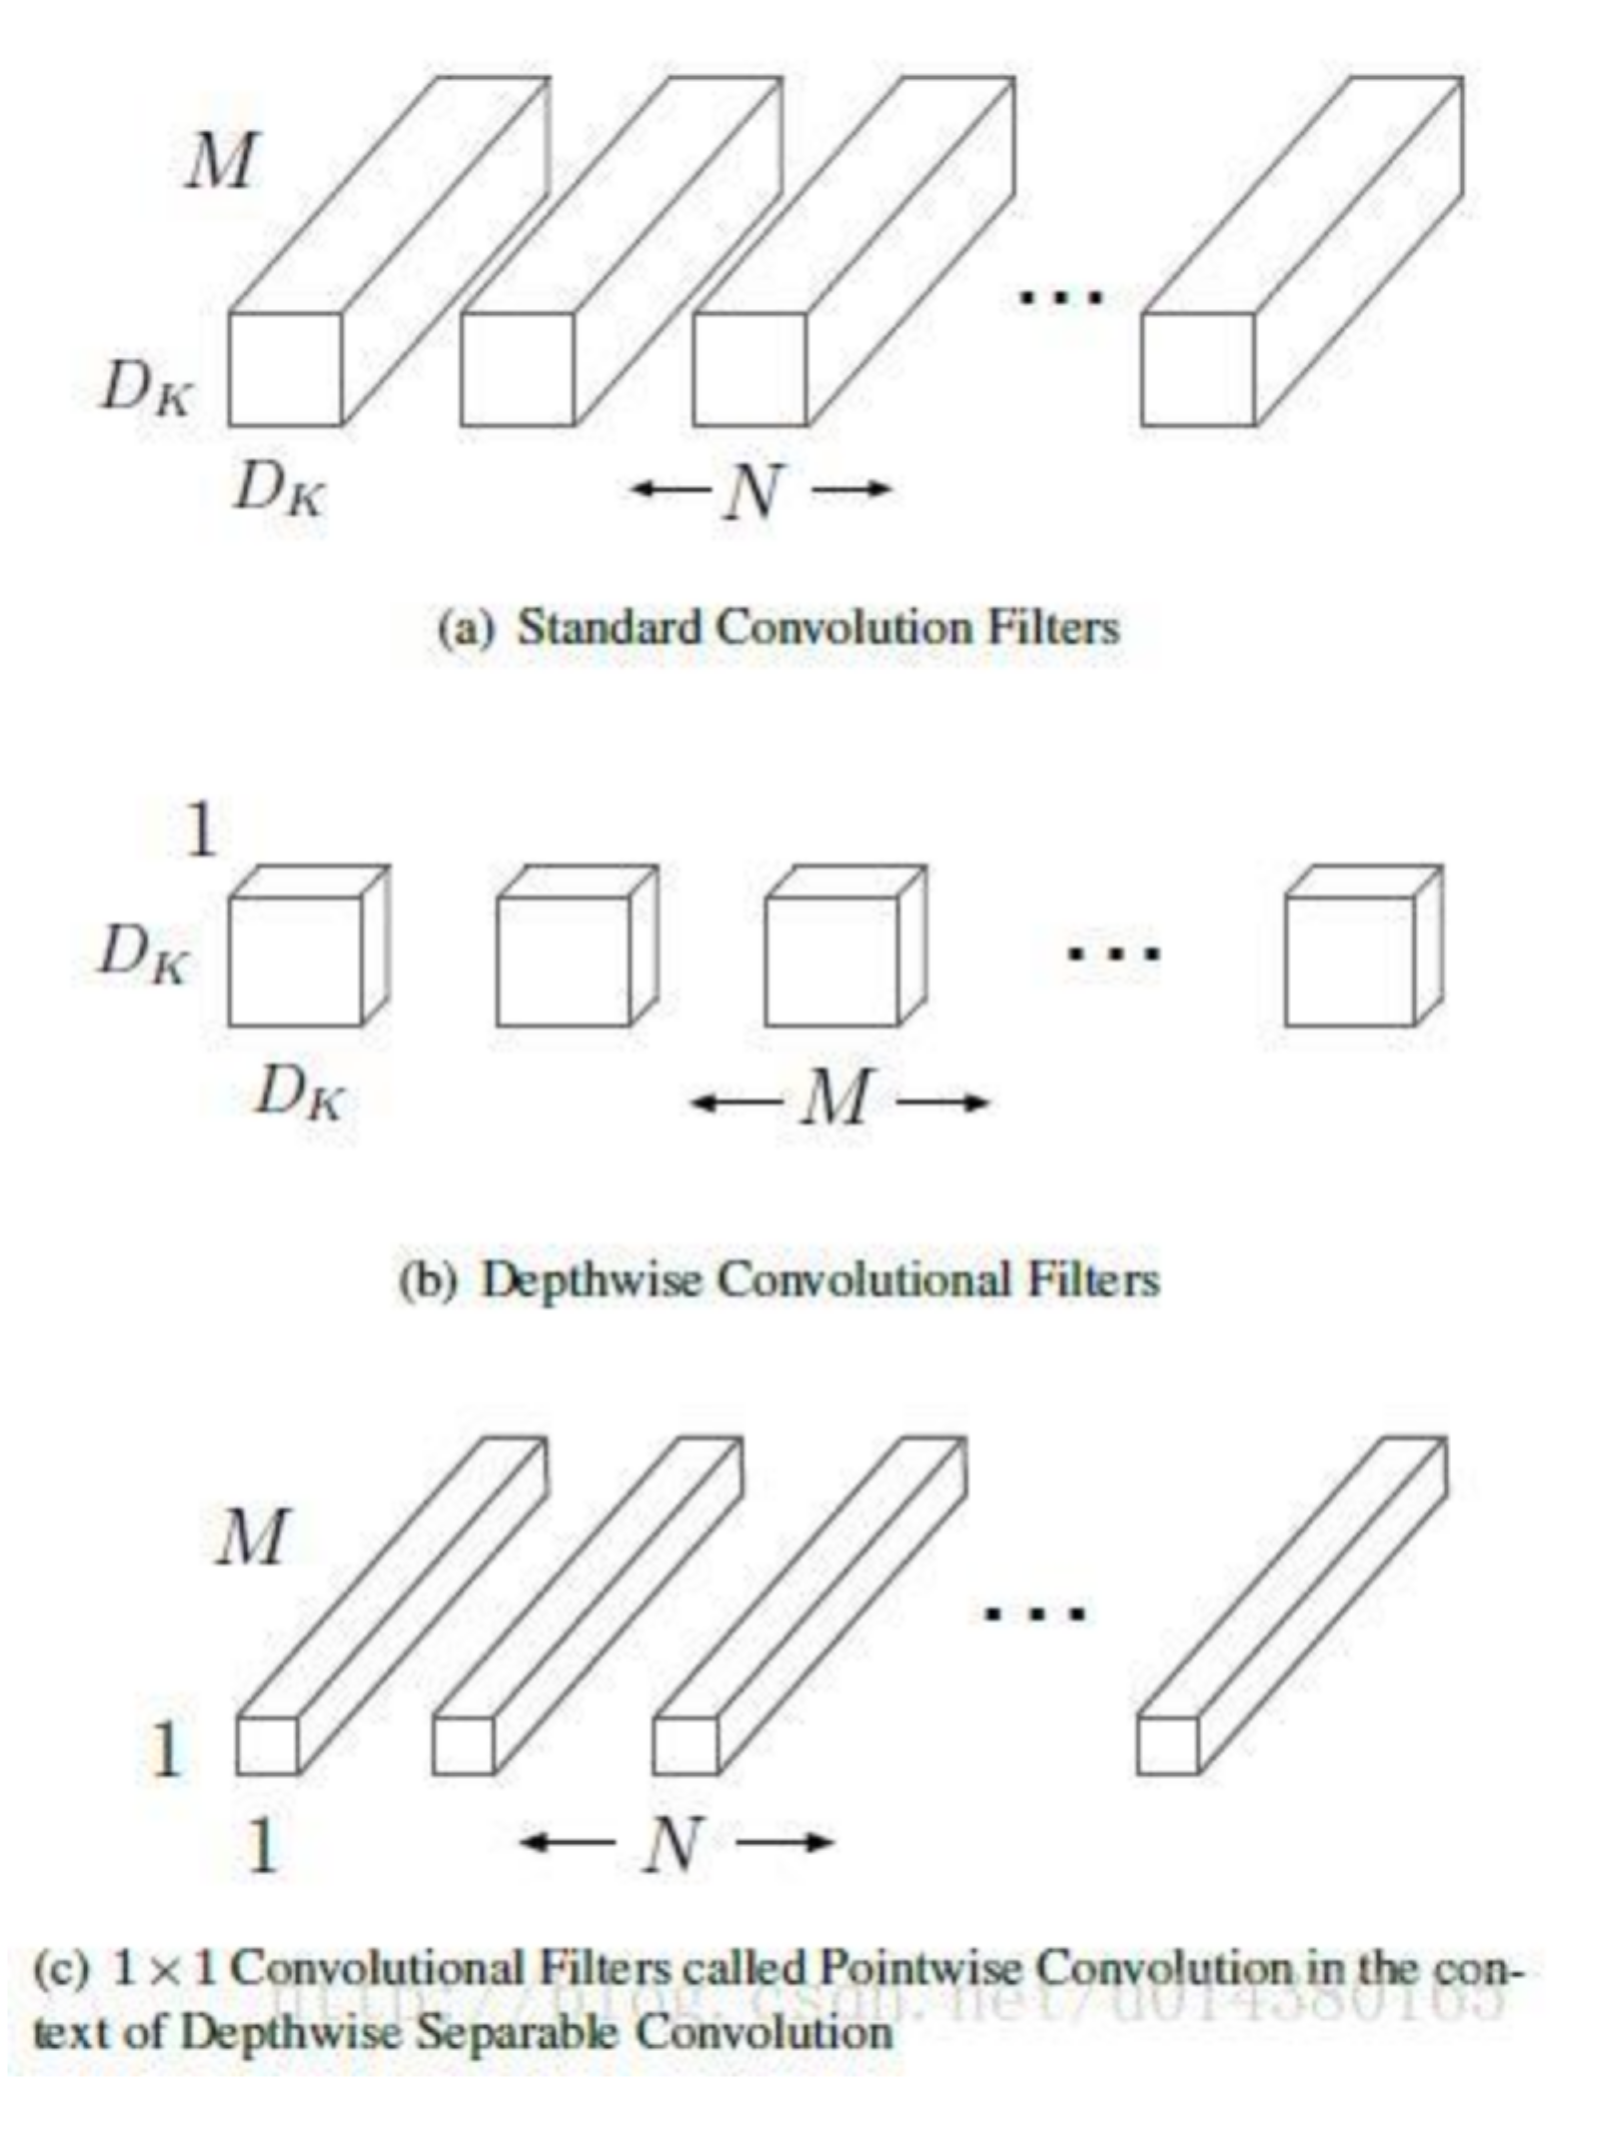 M
D_K
D_K
N
(a) Standard Convolution Filters
1
D_K
D_K
M
(b) Depthwise Convolutional Filters
M
1
1
N
(c) 1 × 1 Convolutional Filters called Pointwise Convolution in the con-
text of Depthwise Separable Convolution